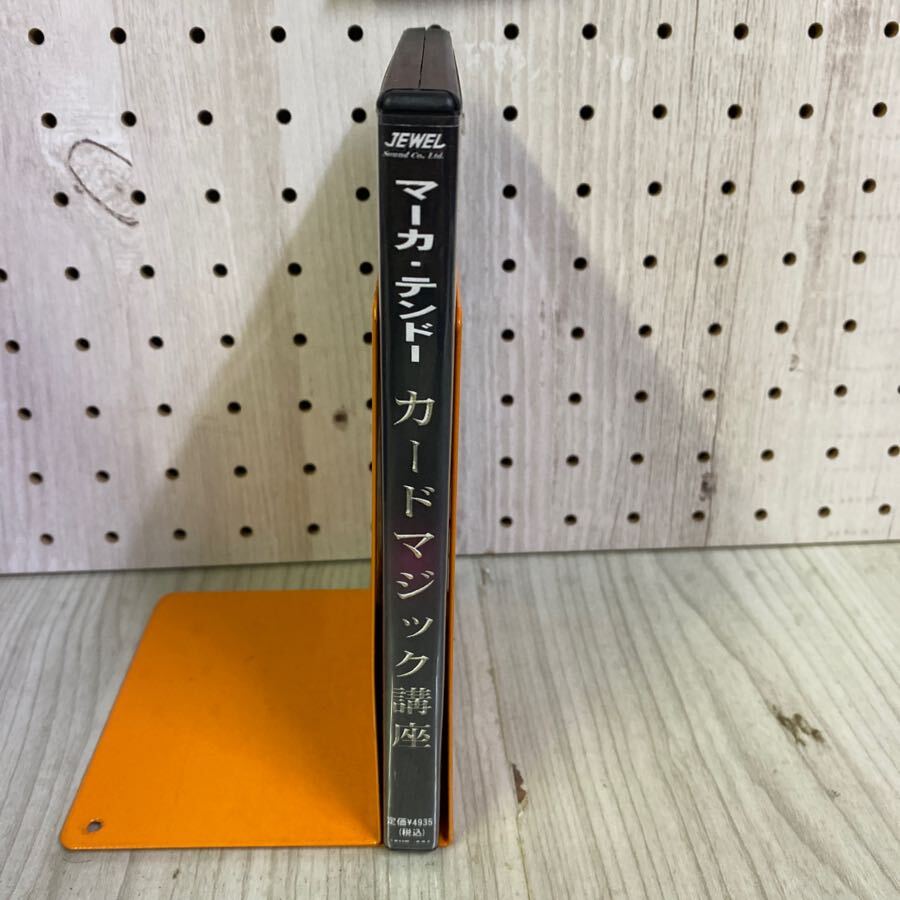 JEWEL
Sound Co., Ltd.
マーカ・テンドー
カードマジック講座
定価¥4935
(税込)